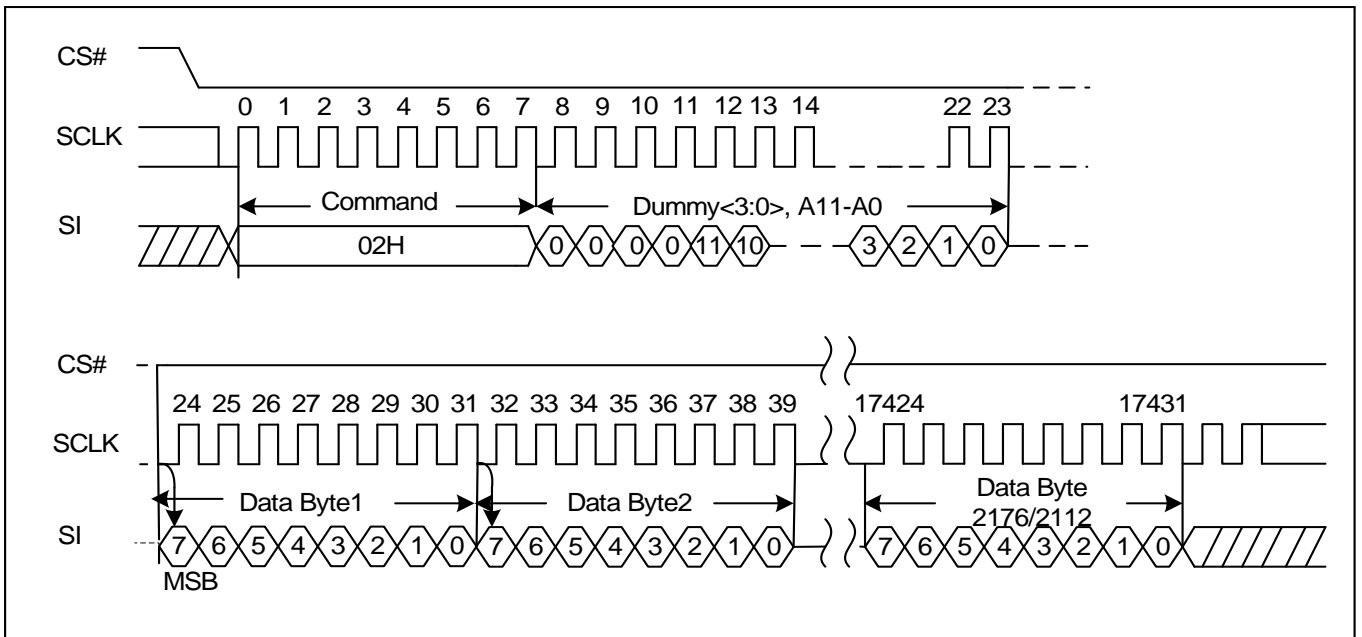 CS#
0 1 2 3 4 5 6 7 8 9 10 11 12 13 14 22 23
SCLK
Command Dummy<3:0>, A11-A0
SI
02H 0 0 0 0 11 10 3 2 1 0
CS#
24 25 26 27 28 29 30 31 32 33 34 35 36 37 38 39 17424 17431
SCLK
Data Byte1 Data Byte2 Data Byte
2176/2112
SI
7 6 5 4 3 2 1 0 7 6 5 4 3 2 1 0 7 6 5 4 3 2 1 0
MSB